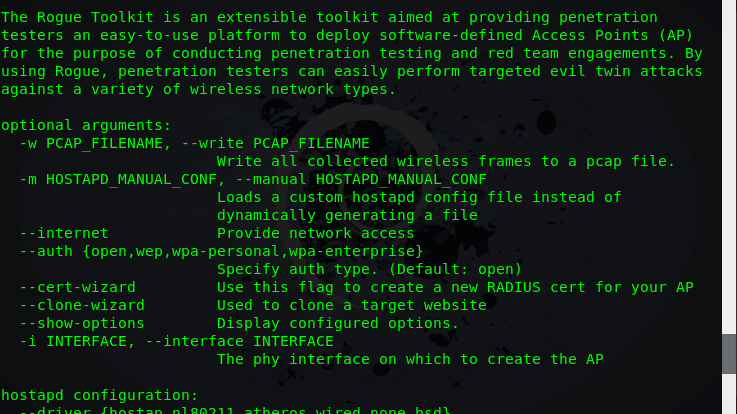 The Rogue Toolkit is an extensible toolkit aimed at providing penetration
testers an easy-to-use platform to deploy software-defined Access Points (AP)
for the purpose of conducting penetration testing and red team engagements. By
using Rogue, penetration testers can easily perform targeted evil twin attacks
against a variety of wireless network types.

optional arguments:
  -w PCAP_FILENAME, --write PCAP_FILENAME
                        Write all collected wireless frames to a pcap file.
  -m HOSTAPD_MANUAL_CONF, --manual HOSTAPD_MANUAL_CONF
                        Loads a custom hostapd config file instead of
                        dynamically generating a file
  --internet            Provide network access
  --auth {open,wep,wpa-personal,wpa-enterprise}
                        Specify auth type. (Default: open)
  --cert-wizard         Use this flag to create a new RADIUS cert for your AP
  --clone-wizard        Used to clone a target website
  --show-options        Display configured options.
  -i INTERFACE, --interface INTERFACE
                        The phy interface on which to create the AP

hostapd configuration:
  --driver {hostap,nl80211,atheros,wired,none,bsd}